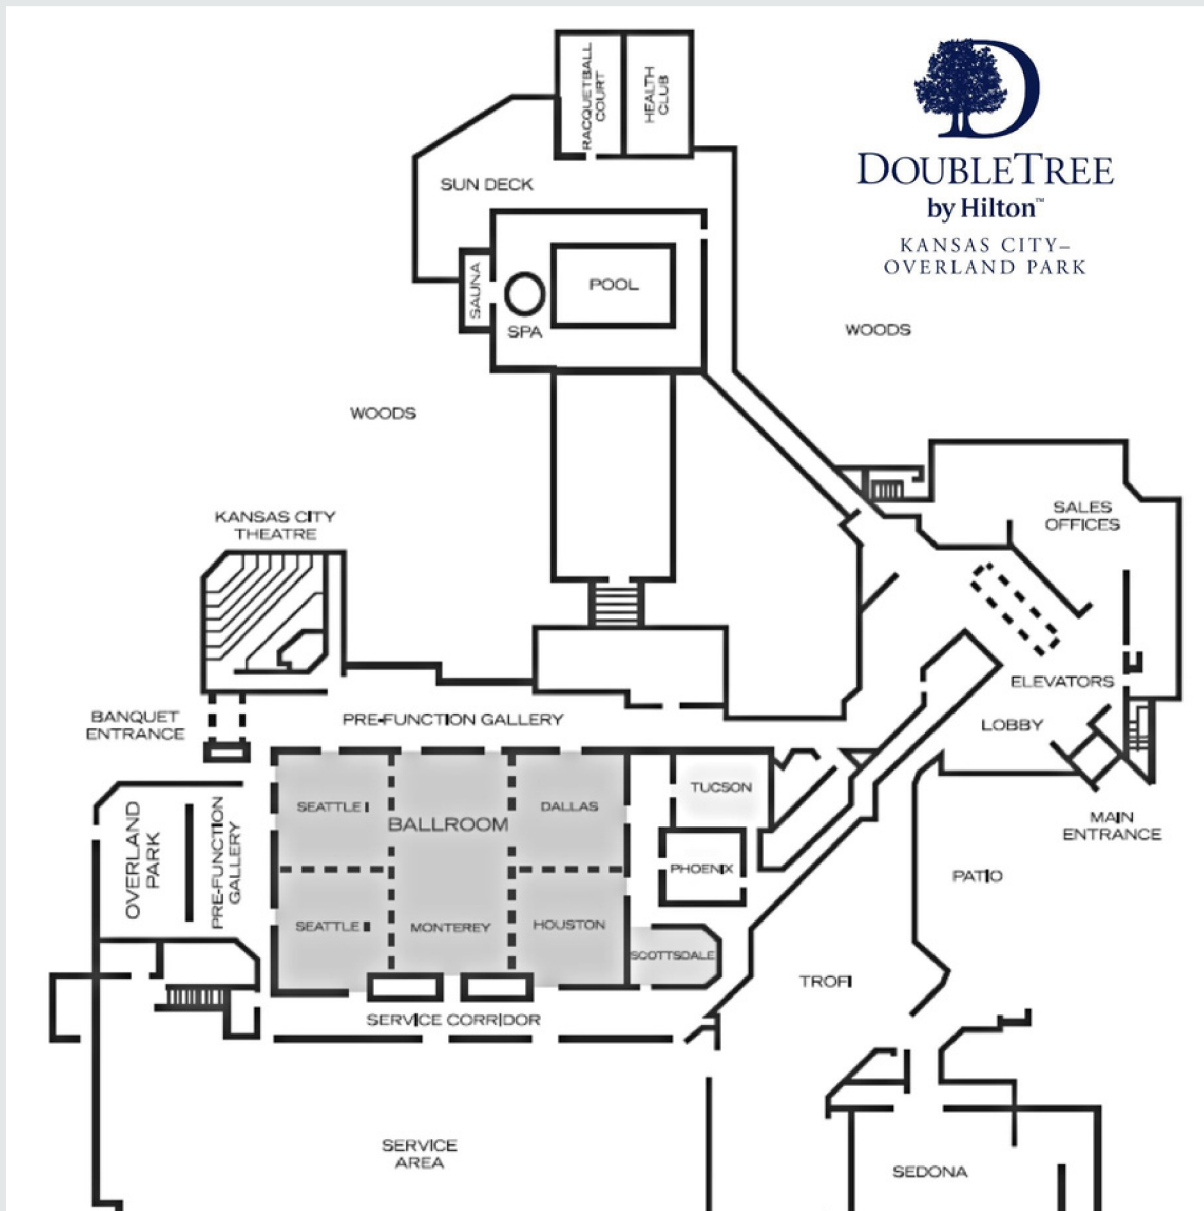 RACQUETBALL
COURT
HEALTH
CLUB
DOUBLETREE
by Hilton™
KANSAS CITY–
OVERLAND PARK
SUN DECK
SAUNA
SPA
POOL
WOODS
WOODS
SALES
OFFICES
KANSAS CITY
THEATRE
ELEVATORS
LOBBY
BANQUET
ENTRANCE
PRE-FUNCTION GALLERY
MAIN
ENTRANCE
OVERLAND
PARK
PRE-FUNCTION
GALLERY
SEATTLE I
BALLROOM
DALLAS
TUCSON
PHOENIX
PATIO
SEATTLE II
MONTEREY
HOUSTON
SCOTTSDALE
TROFI
SERVICE CORRIDOR
SERVICE
AREA
SEDONA